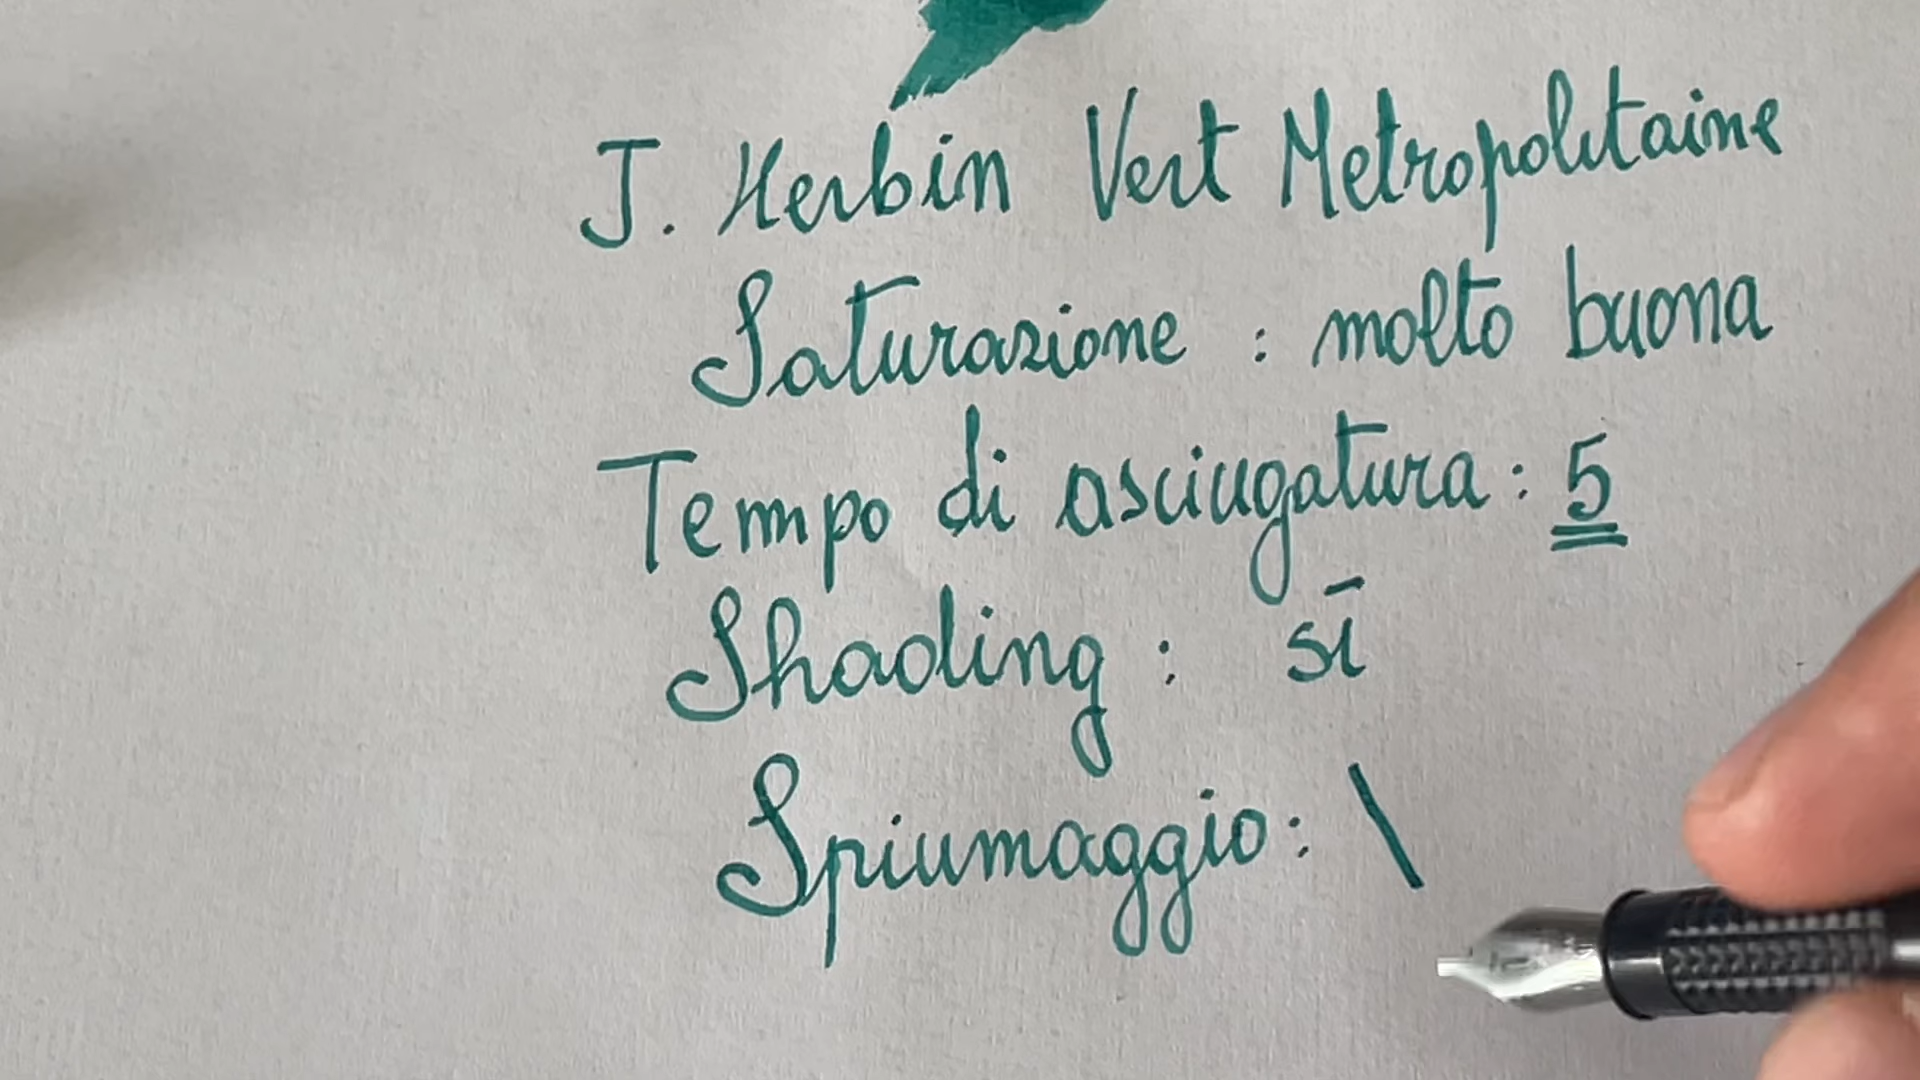 J. Herbin Vert Metropolitaine
Saturazione : molto buona
Tempo di asciugatura : 5
Shading : sì
Spiumaggio : \